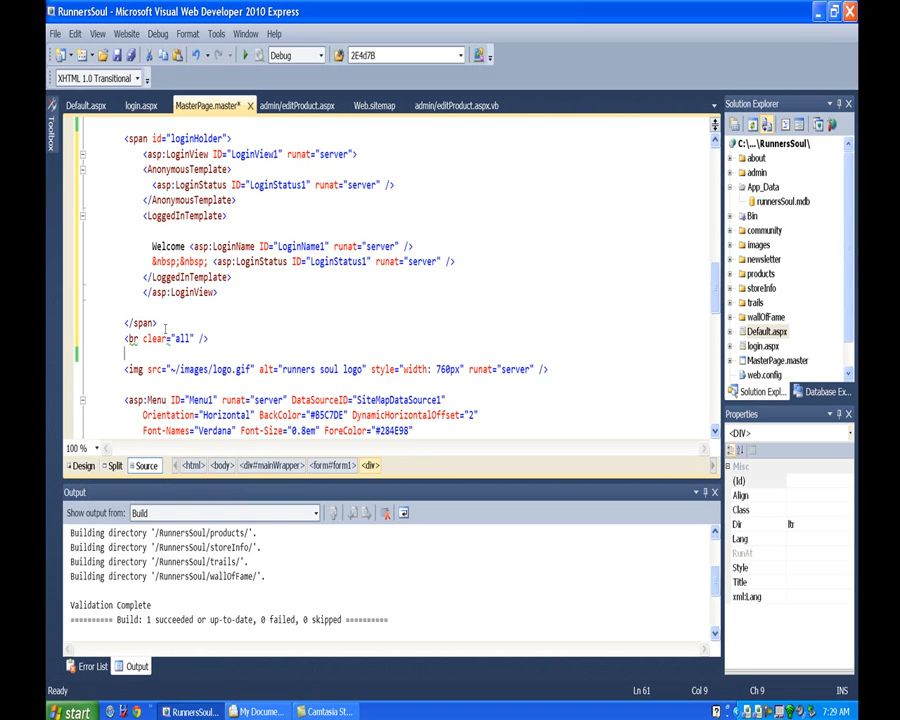 RunnersSoul - Microsoft Visual Web Developer 2010 Express
File Edit View Website Debug Format Tools Window Help
Debug 2E4d7B
XHTML 1.0 Transitional
Default.aspx login.aspx MasterPage.master* X admin/editProduct.aspx Web.sitemap admin/editProduct.aspx.vb
Toolbox
<span id="loginHolder">
<asp:LoginView ID="LoginView1" runat="server">
<AnonymousTemplate>
<asp:LoginStatus ID="LoginStatus1" runat="server" />
</AnonymousTemplate>
<LoggedInTemplate>
Welcome <asp:LoginName ID="LoginName1" runat="server" />
&nbsp;&nbsp; <asp:LoginStatus ID="LoginStatus1" runat="server" />
</LoggedInTemplate>
</asp:LoginView>
</span>
<br clear="all" />
<img src="~/images/logo.gif" alt="runners soul logo" style="width: 760px" runat="server" />
<asp:Menu ID="Menu1" runat="server" DataSourceID="SiteMapDataSource1"
Orientation="Horizontal" BackColor="#B5C7DE" DynamicHorizontalOffset="2"
Font-Names="Verdana" Font-Size="0.8em" ForeColor="#284E98"
100 %
Design Split Source <html> <body> <div#mainWrapper> <form#form1> <div>
Output
Show output from: Build
Building directory '/RunnersSoul/products/'.
Building directory '/RunnersSoul/storeInfo/'.
Building directory '/RunnersSoul/trails/'.
Building directory '/RunnersSoul/wallOfFame/'.
Validation Complete
========== Build: 1 succeeded or up-to-date, 0 failed, 0 skipped ==========
Error List Output
Solution Explorer
C:\...\RunnersSoul\
about
admin
App_Data
runnersSoul.mdb
Bin
community
images
newsletter
products
storeInfo
trails
wallOfFame
Default.aspx
login.aspx
MasterPage.master
web.config
Solution Expl... Database Ex...
Properties
<DIV>
Misc
(Id)
Align
Class
Dir ltr
Lang
RunAt
Style
Title
xml:Lang
Ready Ln 61 Col 9 Ch 9 INS
start RunnersSoul... My Docume... Camtasia St... 7:29 AM